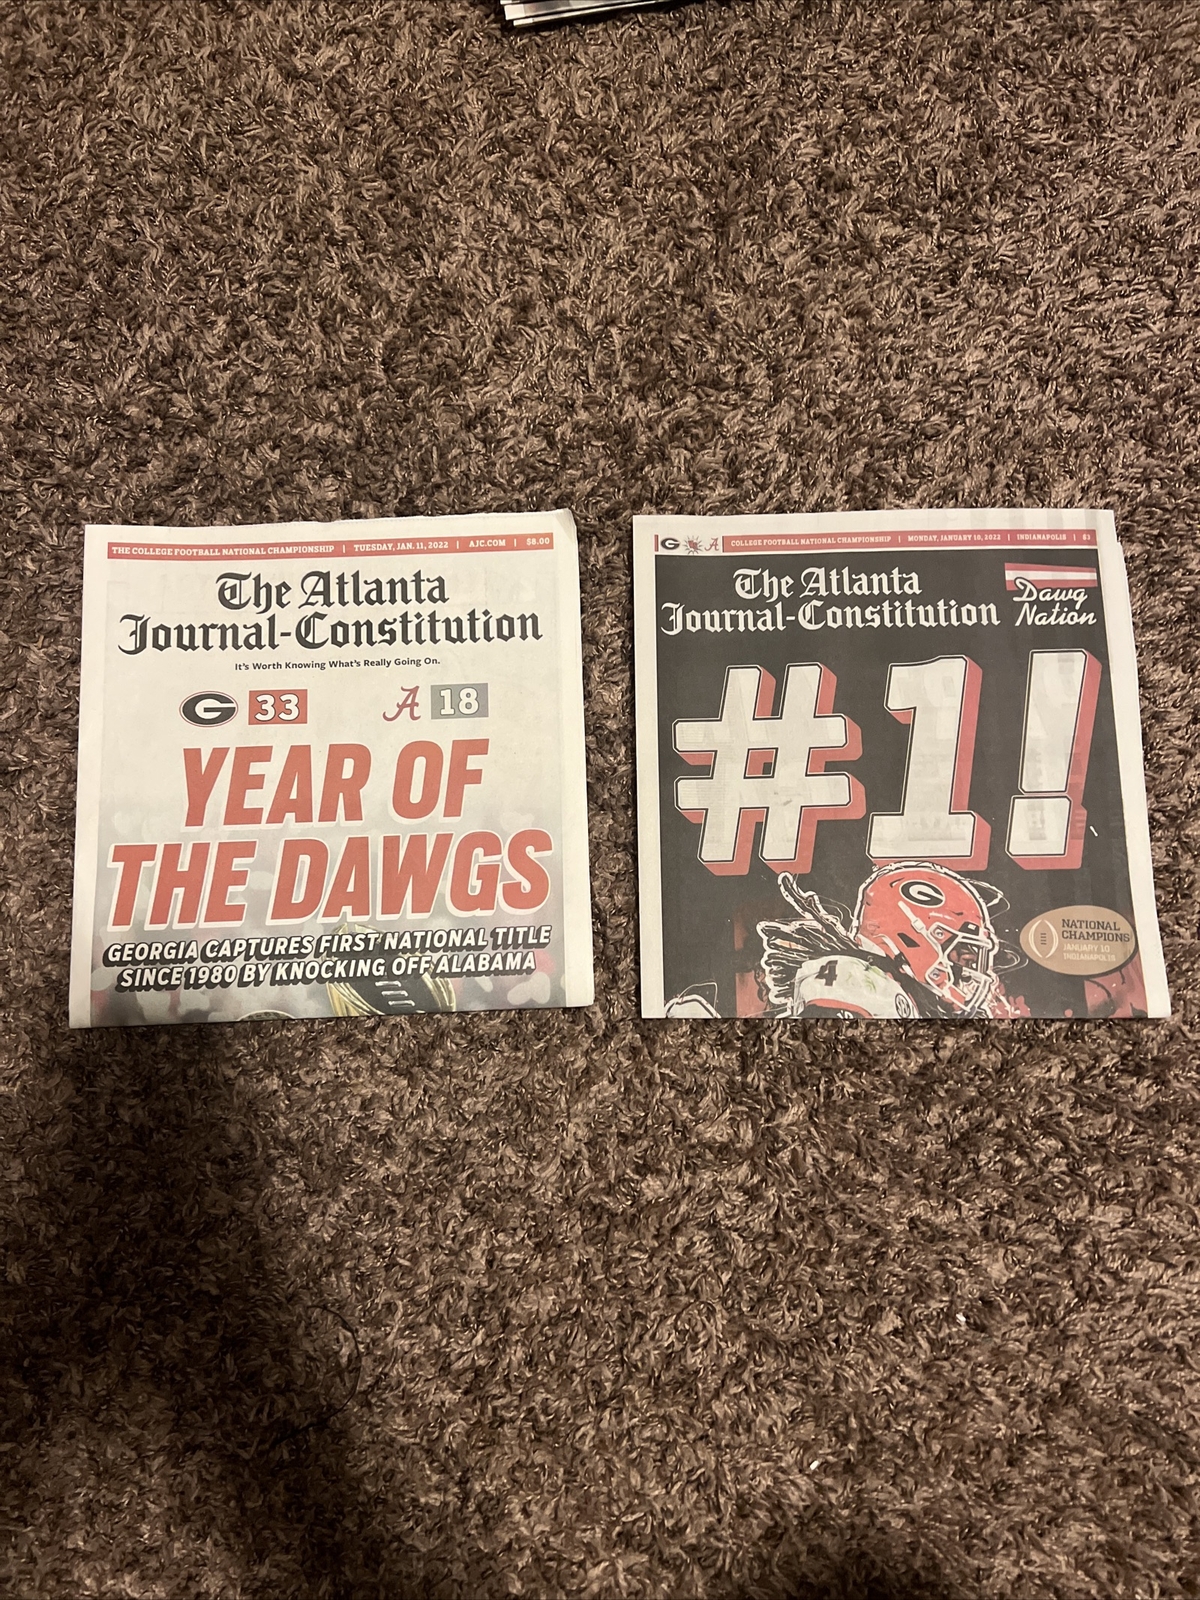 THE COLLEGE FOOTBALL NATIONAL CHAMPIONSHIP | TUESDAY, JAN. 11, 2022 | AJC.COM | $8.00
The Atlanta
Journal-Constitution
It's Worth Knowing What's Really Going On.
G 33 A 18
YEAR OF
THE DAWGS
GEORGIA CAPTURES FIRST NATIONAL TITLE
SINCE 1980 BY KNOCKING OFF ALABAMA
G A COLLEGE FOOTBALL NATIONAL CHAMPIONSHIP | MONDAY, JANUARY 10, 2022 | INDIANAPOLIS
The Atlanta
Journal-Constitution
Dawg
Nation
#1!
G
4
NATIONAL
CHAMPIONS
JANUARY 10
INDIANAPOLIS